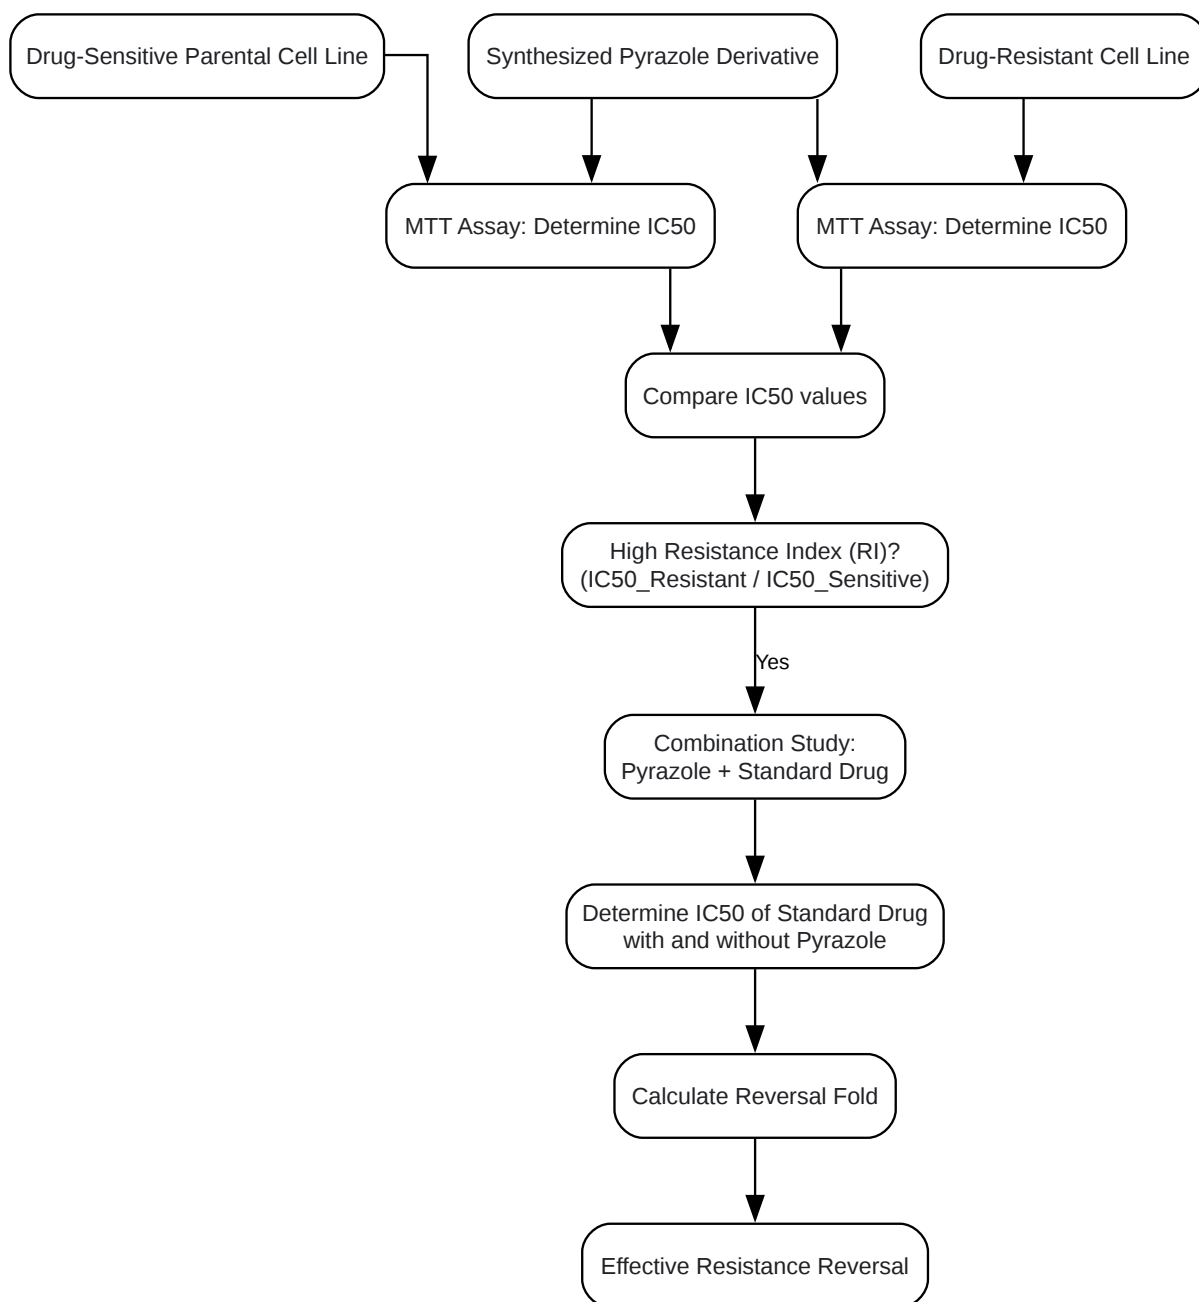 Drug-Sensitive Parental Cell Line
Synthesized Pyrazole Derivative
Drug-Resistant Cell Line
MTT Assay: Determine IC50
MTT Assay: Determine IC50
Compare IC50 values
High Resistance Index (RI)?
(IC50_Resistant / IC50_Sensitive)
Yes
Combination Study:
Pyrazole + Standard Drug
Determine IC50 of Standard Drug
with and without Pyrazole
Calculate Reversal Fold
Effective Resistance Reversal